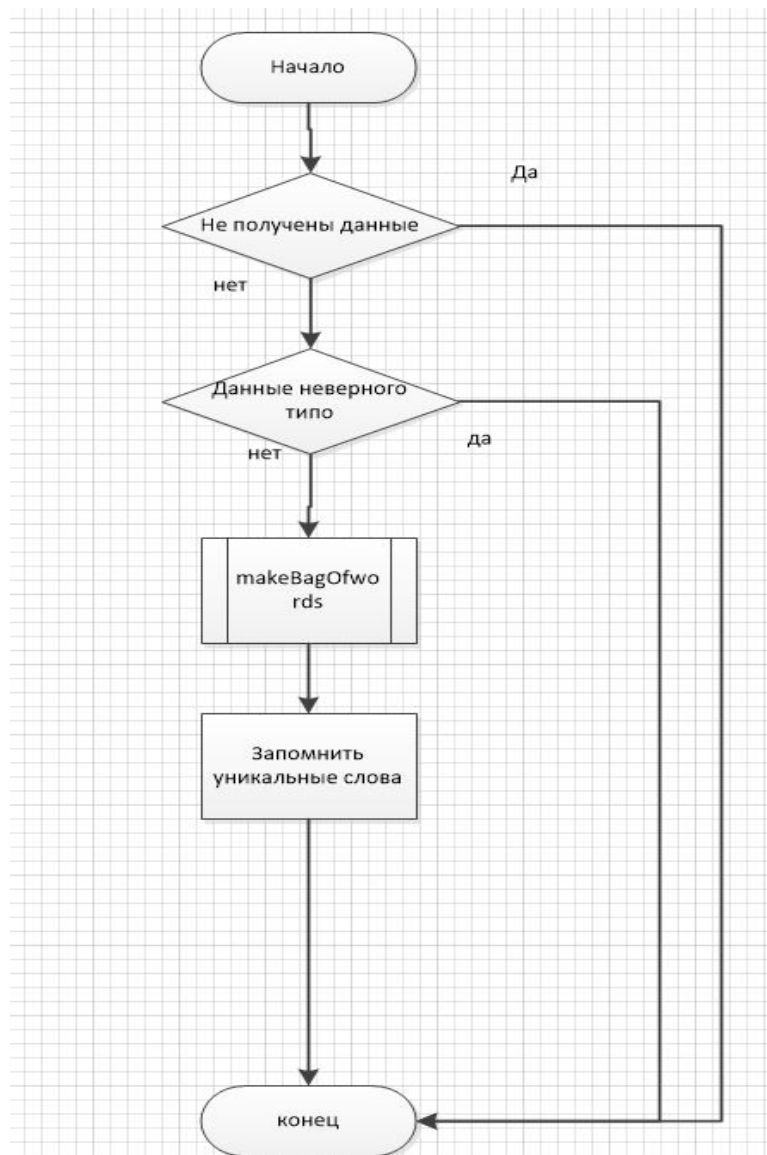 Начало
Да
Не получены данные
нет
Данные неверного
типо
да
нет
makeBagOfwo
rds
Запомнить
уникальные слова
конец